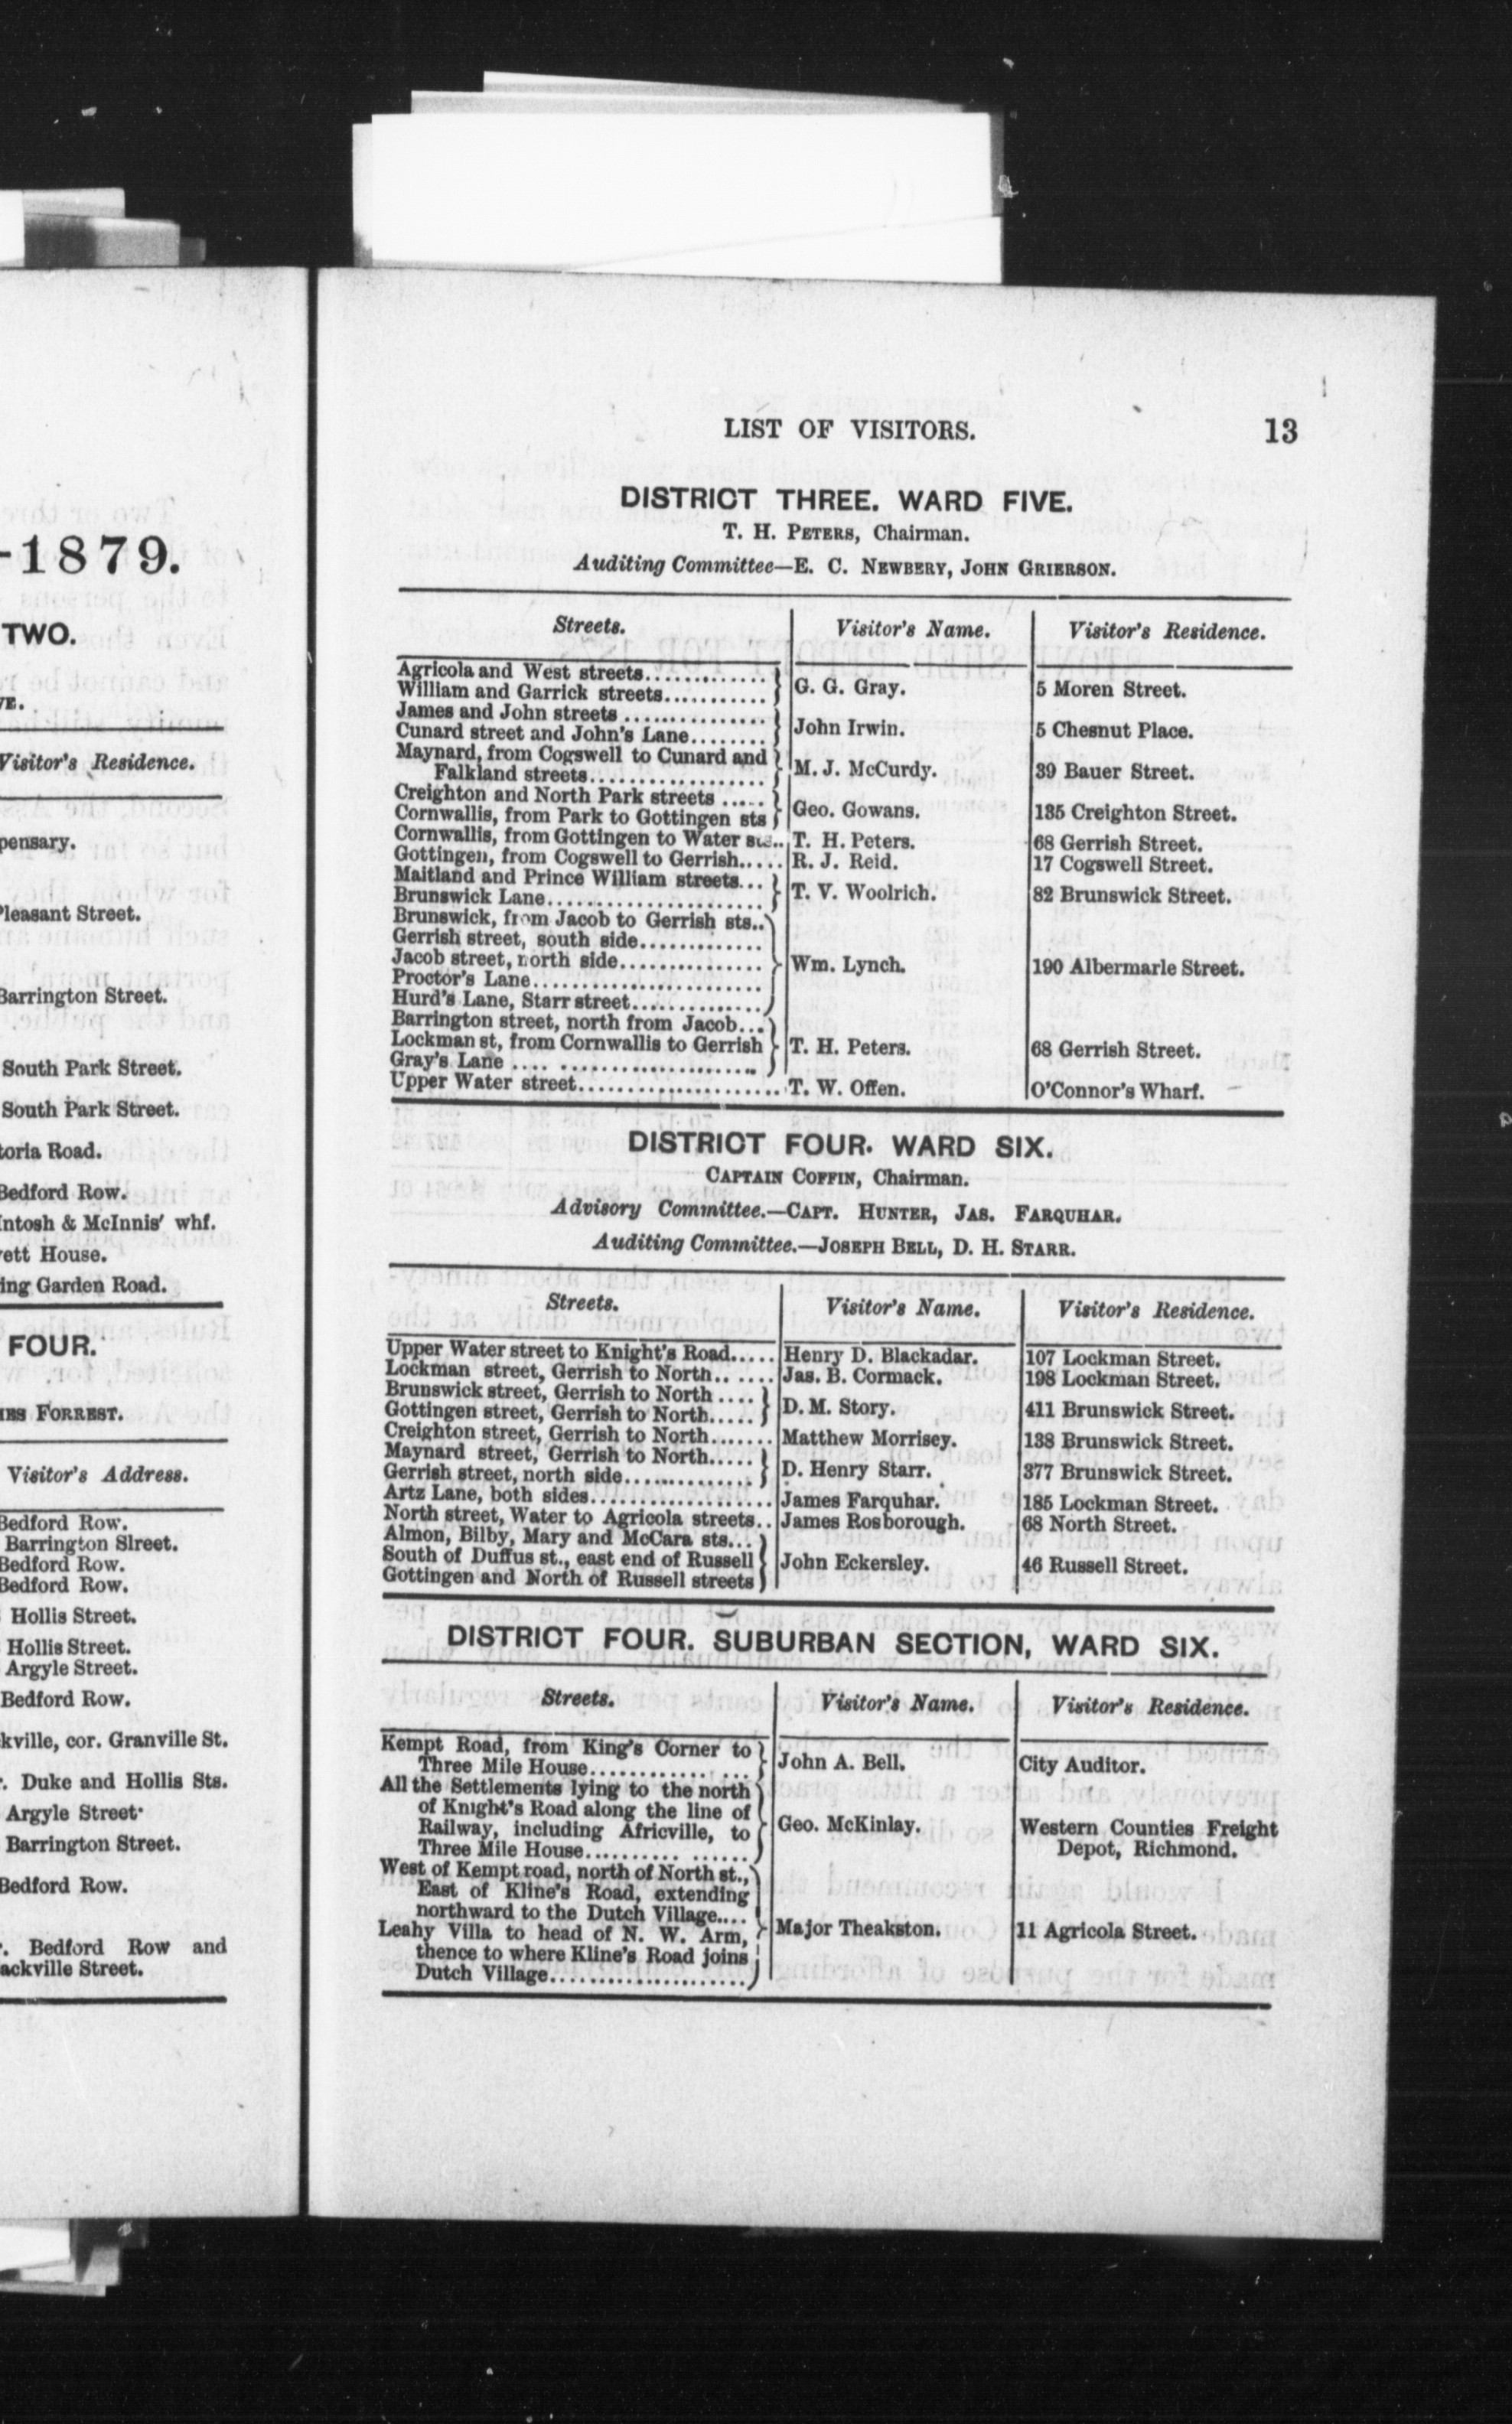 -1879.
TWO.
Visitor's Residence.
Pleasant Street.
Barrington Street.
South Park Street.
South Park Street.
Road.
Bedford Row.
& McInnis' whf.
House.
Garden Road.
FOUR.
FORREST.
Visitor's Address.
Bedford Row.
Barrington Slreet.
Bedford Row.
Bedford Row.
Hollis Street.
Hollis Street.
Argyle Street.
Bedford Row.
cor. Granville St.
Duke and Hollis Sts.
Argyle Street·
Barrington Street.
Bedford Row.
Bedford Row and
Street.
LIST OF VISITORS. 13
DISTRICT THREE. WARD FIVE.
T. H. PETERS, Chairman.
Auditing Committee—E. C. NEWBERY, JOHN GRIERSON.
Streets. Visitor's Name. Visitor's Residence.
Agricola and West streets............. } G. G. Gray. 5 Moren Street.
William and Garrick streets........... }
James and John streets ............... } John Irwin. 5 Chesnut Place.
Cunard street and John's Lane........ }
Maynard, from Cogswell to Cunard and } M. J. McCurdy. 39 Bauer Street.
Falkland streets.................. }
Creighton and North Park streets ..... } Geo. Gowans. 135 Creighton Street.
Cornwallis, from Park to Gottingen sts }
Cornwallis, from Gottingen to Water sts.. T. H. Peters. 68 Gerrish Street.
Gottingen, from Cogswell to Gerrish..... R. J. Reid. 17 Cogswell Street.
Maitland and Prince William streets... } T. V. Woolrich. 82 Brunswick Street.
Brunswick Lane...................... }
Brunswick, from Jacob to Gerrish sts.. }
Gerrish street, south side............. }
Jacob street, north side............... } Wm. Lynch. 190 Albermarle Street.
Proctor's Lane........................ }
Hurd's Lane, Starr street.............. }
Barrington street, north from Jacob... }
Lockman st, from Cornwallis to Gerrish } T. H. Peters. 68 Gerrish Street.
Gray's Lane .... ..................... }
Upper Water street...................... T. W. Offen. O'Connor's Wharf.
DISTRICT FOUR. WARD SIX.
CAPTAIN COFFIN, Chairman.
Advisory Committee.—CAPT. HUNTER, JAS. FARQUHAR.
Auditing Committee.—JOSEPH BELL, D. H. STARR.
Streets. Visitor's Name. Visitor's Residence.
Upper Water street to Knight's Road..... Henry D. Blackadar. 107 Lockman Street.
Lockman street, Gerrish to North.. ..... Jas. B. Cormack. 198 Lockman Street.
Brunswick street, Gerrish to North .... } D. M. Story. 411 Brunswick Street.
Gottingen street, Gerrish to North..... }
Creighton street, Gerrish to North....... Matthew Morrisey. 138 Brunswick Street.
Maynard street, Gerrish to North..... } D. Henry Starr. 377 Brunswick Street.
Gerrish street, north side.............. }
Artz Lane, both sides................... James Farquhar. 185 Lockman Street.
North street, Water to Agricola streets.. James Rosborough. 68 North Street.
Almon, Bilby, Mary and McCara sts... }
South of Duffus st., east end of Russell } John Eckersley. 46 Russell Street.
Gottingen and North of Russell streets }
DISTRICT FOUR. SUBURBAN SECTION, WARD SIX.
Streets. Visitor's Name. Visitor's Residence.
Kempt Road, from King's Corner to } John A. Bell. City Auditor.
Three Mile House............ ... }
All the Settlements lying to the north }
of Knight's Road along the line of } Geo. McKinlay. Western Counties Freight
Railway, including Africville, to } Depot, Richmond.
Three Mile House.......... ...... }
West of Kempt road, north of North st., }
East of Kline's Road, extending
northward to the Dutch Village....
Leahy Villa to head of N. W. Arm, } Major Theakston. 11 Agricola Street.
thence to where Kline's Road joins
Dutch Village..................... }